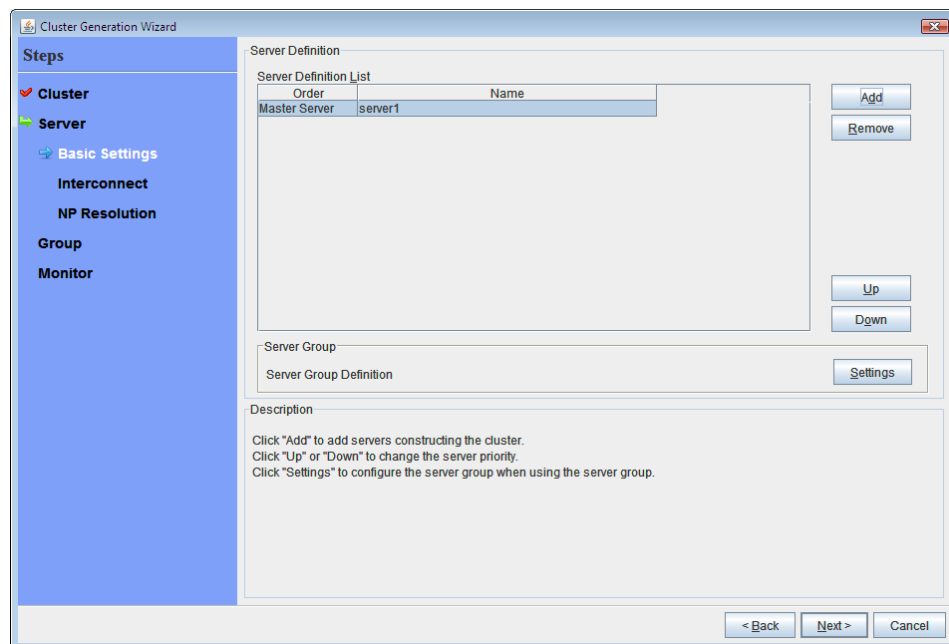 Cluster Generation Wizard
Steps
Cluster
Server
Basic Settings
Interconnect
NP Resolution
Group
Monitor
Server Definition
Server Definition List
Order Name
Master Server server1
Add
Remove
Up
Down
Server Group
Server Group Definition
Settings
Description
Click "Add" to add servers constructing the cluster.
Click "Up" or "Down" to change the server priority.
Click "Settings" to configure the server group when using the server group.
< Back Next > Cancel